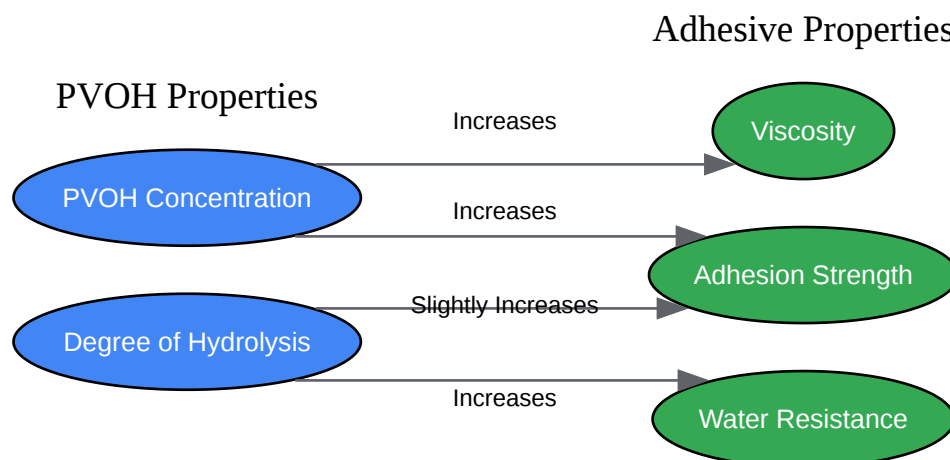 Adhesive Properties
PVOH Properties
Increases
Viscosity
PVOH Concentration
Increases
Adhesion Strength
Slightly Increases
Degree of Hydrolysis
Increases
Water Resistance